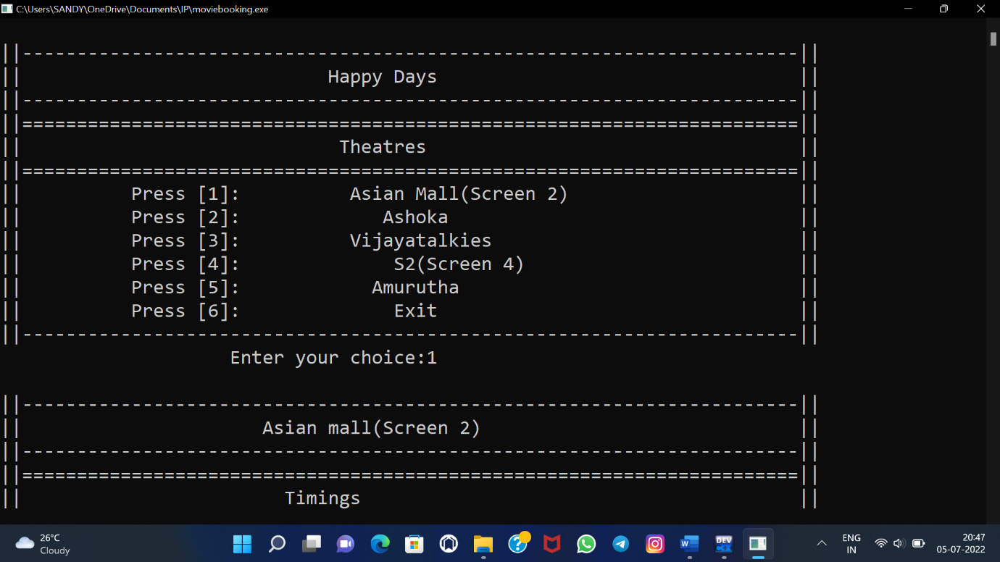 C:\Users\SANDY\OneDrive\Documents\IP\moviebooking.exe
||-----------------------------------------------------------------------||
|| Happy Days ||
||-----------------------------------------------------------------------||
||=======================================================================||
|| Theatres ||
||=======================================================================||
|| Press [1]: Asian Mall(Screen 2) ||
|| Press [2]: Ashoka ||
|| Press [3]: Vijayatalkies ||
|| Press [4]: S2(Screen 4) ||
|| Press [5]: Amurutha ||
|| Press [6]: Exit ||
||-----------------------------------------------------------------------||
Enter your choice:1
||-----------------------------------------------------------------------||
|| Asian mall(Screen 2) ||
||-----------------------------------------------------------------------||
||=======================================================================||
|| Timings ||
26°C
Cloudy
W
DEV
C++
ENG
IN
20:47
05-07-2022